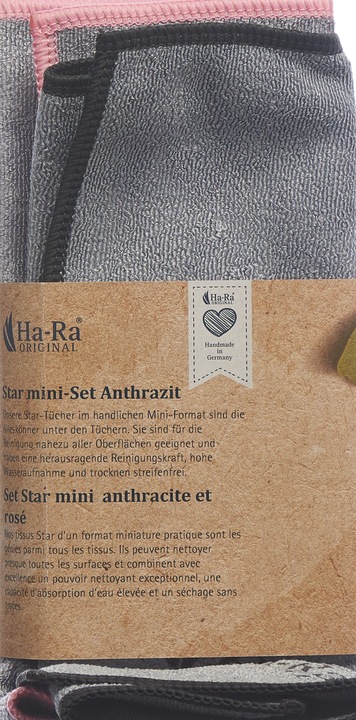 Ha-Ra®
ORIGINAL
Ha-Ra
ORIGINAL
Handmade
in
Germany
Star mini-Set Anthrazit
Unsere Star-Tücher im handlichen Mini-Format sind die
Alleskönner unter den Tüchern. Sie sind für die
Reinigung nahezu aller Oberflächen geeignet und
haben eine herausragende Reinigungskraft, hohe
Wasseraufnahme und trocknen streifenfrei.
Set Star mini anthracite et
rosé
Nos tissus Star d'un format miniature pratique sont les
génies parmi tous les tissus. Ils peuvent nettoyer
presque toutes les surfaces et combinent avec
excellence un pouvoir nettoyant exceptionnel, une
capacité d'absorption d'eau élevée et un séchage sans
traces.